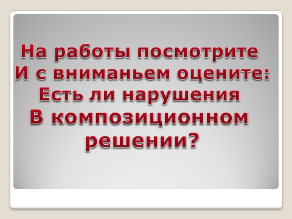 На работы посмотрите
И с вниманьем оцените:
Есть ли нарушения
В композиционном
решении?